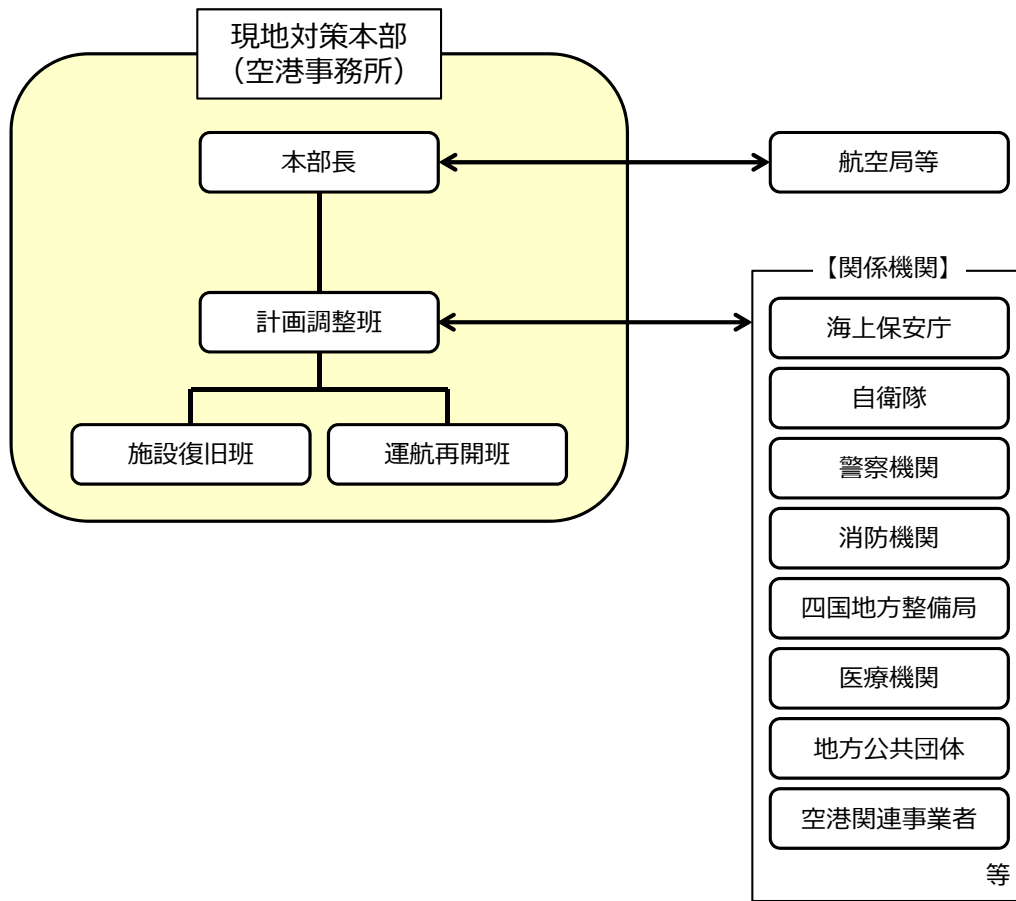 現地対策本部
（空港事務所）
本部長
航空局等
計画調整班
施設復旧班
運航再開班
【関係機関】
海上保安庁
自衛隊
警察機関
消防機関
四国地方整備局
医療機関
地方公共団体
空港関連事業者
等